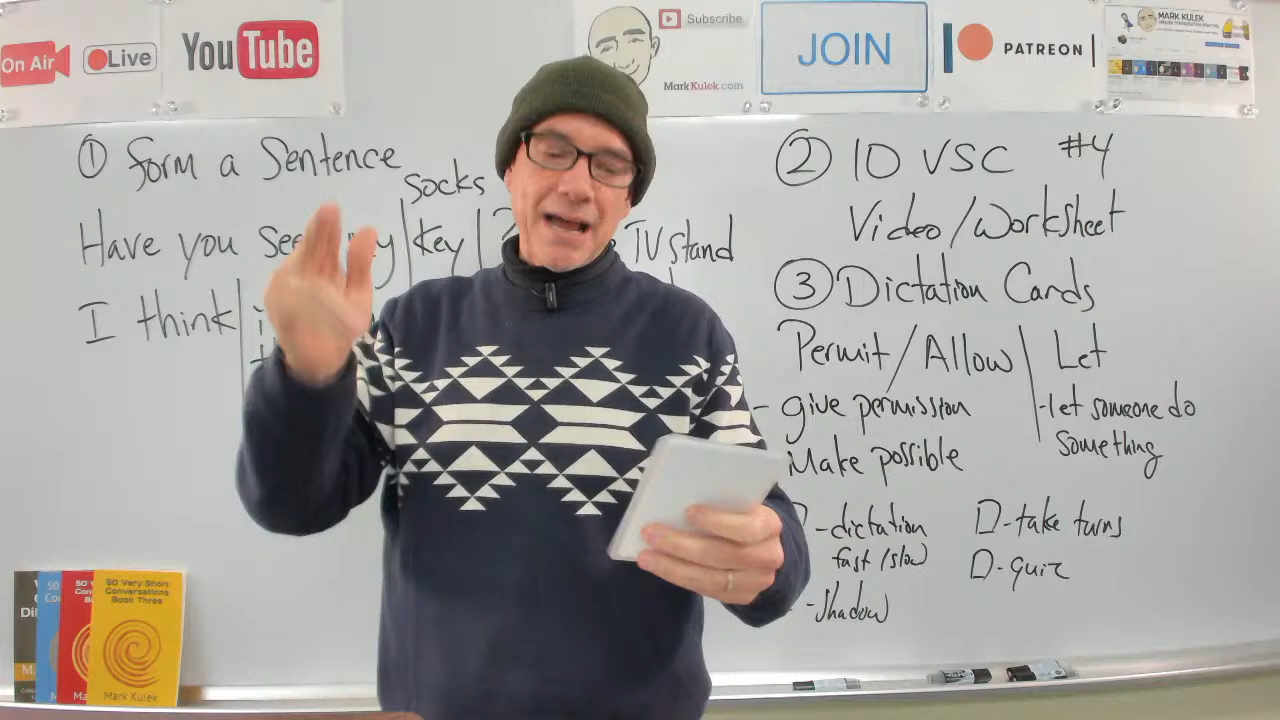 On Air
Live
YouTube
Subscribe
MarkKulek.com
JOIN
PATREON
MARK KULEK
① Form a Sentence
socks
Have you see | key |
TV stand
I think |
② 10 VSC #4
Video/Worksheet
③ Dictation Cards
Permit/Allow | Let
- give permission
Make possible
- let someone do
something
- dictation
fast/slow
- Shadow
- take turns
- quiz
50 Very Short
Conversations
Book Three
Mark Kulek